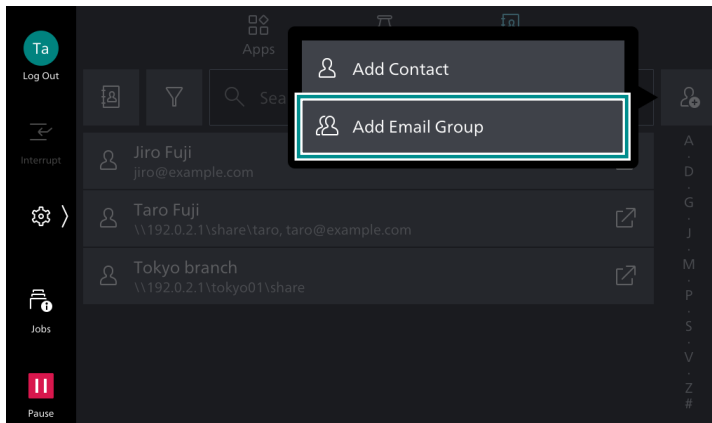 Ta
Log Out
Interrupt
Jobs
Pause
Apps
Sea
Add Contact
Add Email Group
Jiro Fuji
jiro@example.com
Taro Fuji
\\192.0.2.1\share\taro, taro@example.com
Tokyo branch
\\192.0.2.1\tokyo01\share
A
.
D
.
G
.
J
.
M
.
P
.
S
.
V
.
Z
#